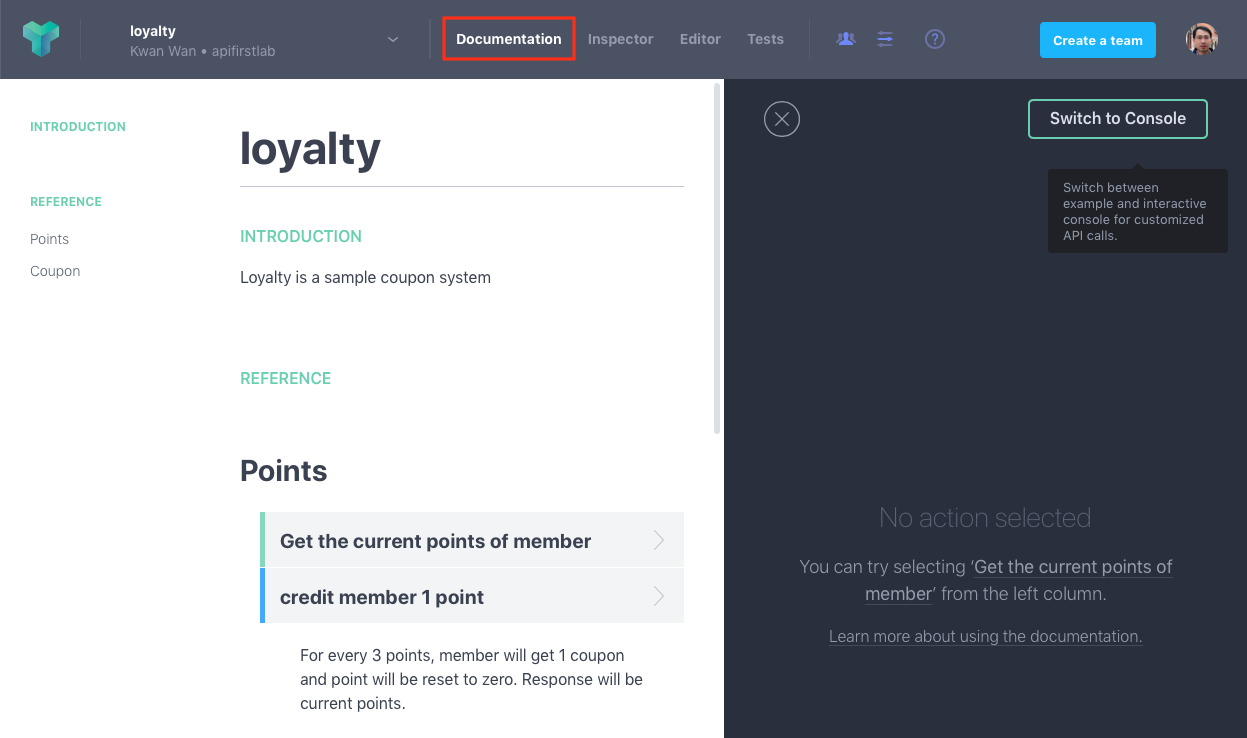 loyalty
Kwan Wan • apifirstlab
Documentation
Inspector
Editor
Tests
?
Create a team
INTRODUCTION
REFERENCE
Points
Coupon
loyalty
INTRODUCTION
Loyalty is a sample coupon system
REFERENCE
Points
Get the current points of member
credit member 1 point
For every 3 points, member will get 1 coupon
and point will be reset to zero. Response will be
current points.
Switch to Console
Switch between
example and interactive
console for customized
API calls.
No action selected
You can try selecting ‘Get the current points of
member’ from the left column.
Learn more about using the documentation.